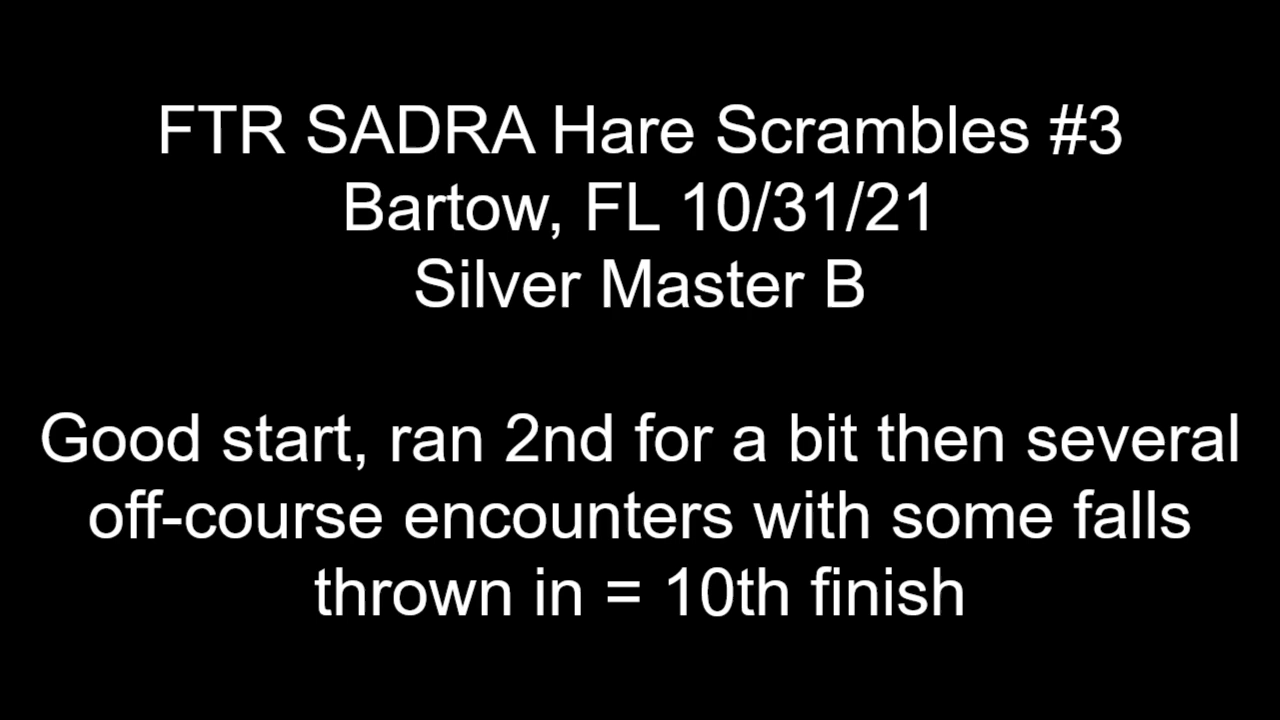 FTR SADRA Hare Scrambles #3
Bartow, FL 10/31/21
Silver Master B
Good start, ran 2nd for a bit then several
off-course encounters with some falls
thrown in = 10th finish